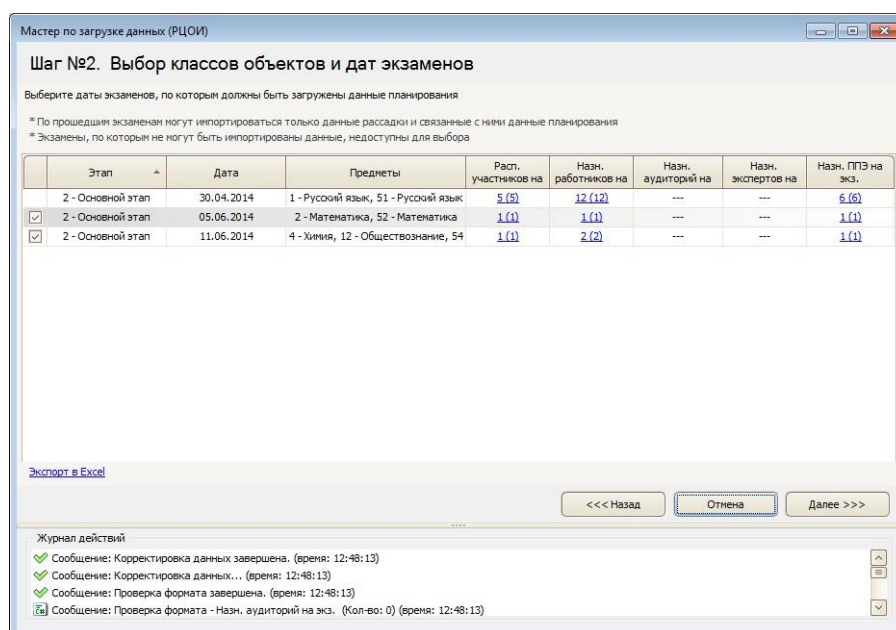 Мастер по загрузке данных (РЦОИ)
Шаг №2. Выбор классов объектов и дат экзаменов
Выберите даты экзаменов, по которым должны быть загружены данные планирования
* По прошедшим экзаменам могут импортироваться только данные рассадки и связанные с ними данные планирования
* Экзамены, по которым не могут быть импортированы данные, недоступны для выбора
Этап Дата Предметы Расп. участников на Назн. работников на Назн. аудиторий на Назн. экспертов на Назн. ППЭ на экз.
2 - Основной этап 30.04.2014 1 - Русский язык, 51 - Русский язык 5 (5) 12 (12) --- --- 6 (6)
2 - Основной этап 05.06.2014 2 - Математика, 52 - Математика 1 (1) 1 (1) --- --- 1 (1)
2 - Основной этап 11.06.2014 4 - Химия, 12 - Обществознание, 54 1 (1) 2 (2) --- --- 1 (1)
Экспорт в Excel
<<< Назад Отмена Далее >>>
Журнал действий
Сообщение: Корректировка данных завершена. (время: 12:48:13)
Сообщение: Корректировка данных... (время: 12:48:13)
Сообщение: Проверка формата завершена. (время: 12:48:13)
Сообщение: Проверка формата - Назн. аудиторий на экз. (Кол-во: 0) (время: 12:48:13)